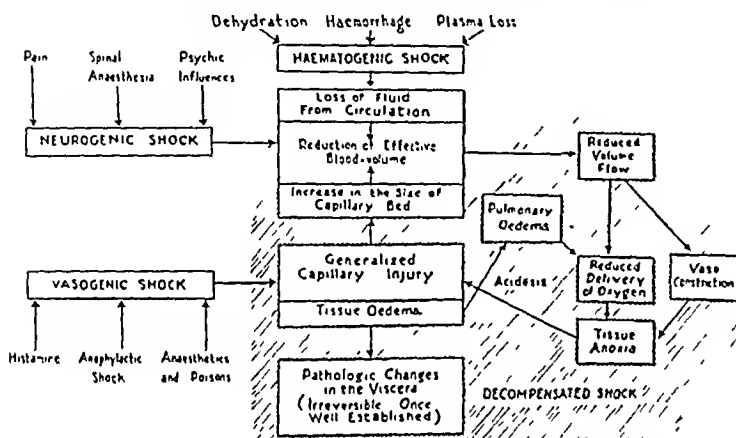 Dehydration Haemorrhage Plasma Loss
HAEMATOGENIC SHOCK
Pain
Spinal
Anaesthesia
Psychic
Influences
NEUROGENIC SHOCK
Loss of Fluid
From Circulation
Reduction of Effective
Blood-volume
Increase in the Size of
Capillary Bed
Reduced
Volume
Flow
Pulmonary
Oedema
Generalized
Capillary Injury
Tissue Oedema
VASOGENIC SHOCK
Acidosis
Reduced
Delivery
of Oxygen
Vaso
Constriction
Tissue
Anoxia
Histamine
Anaphylactic
Shock
Anaesthetics
and Poisons
Pathologic Changes
in the Viscera
(Irreversible Once
Well Established)
DECOMPENSATED SHOCK